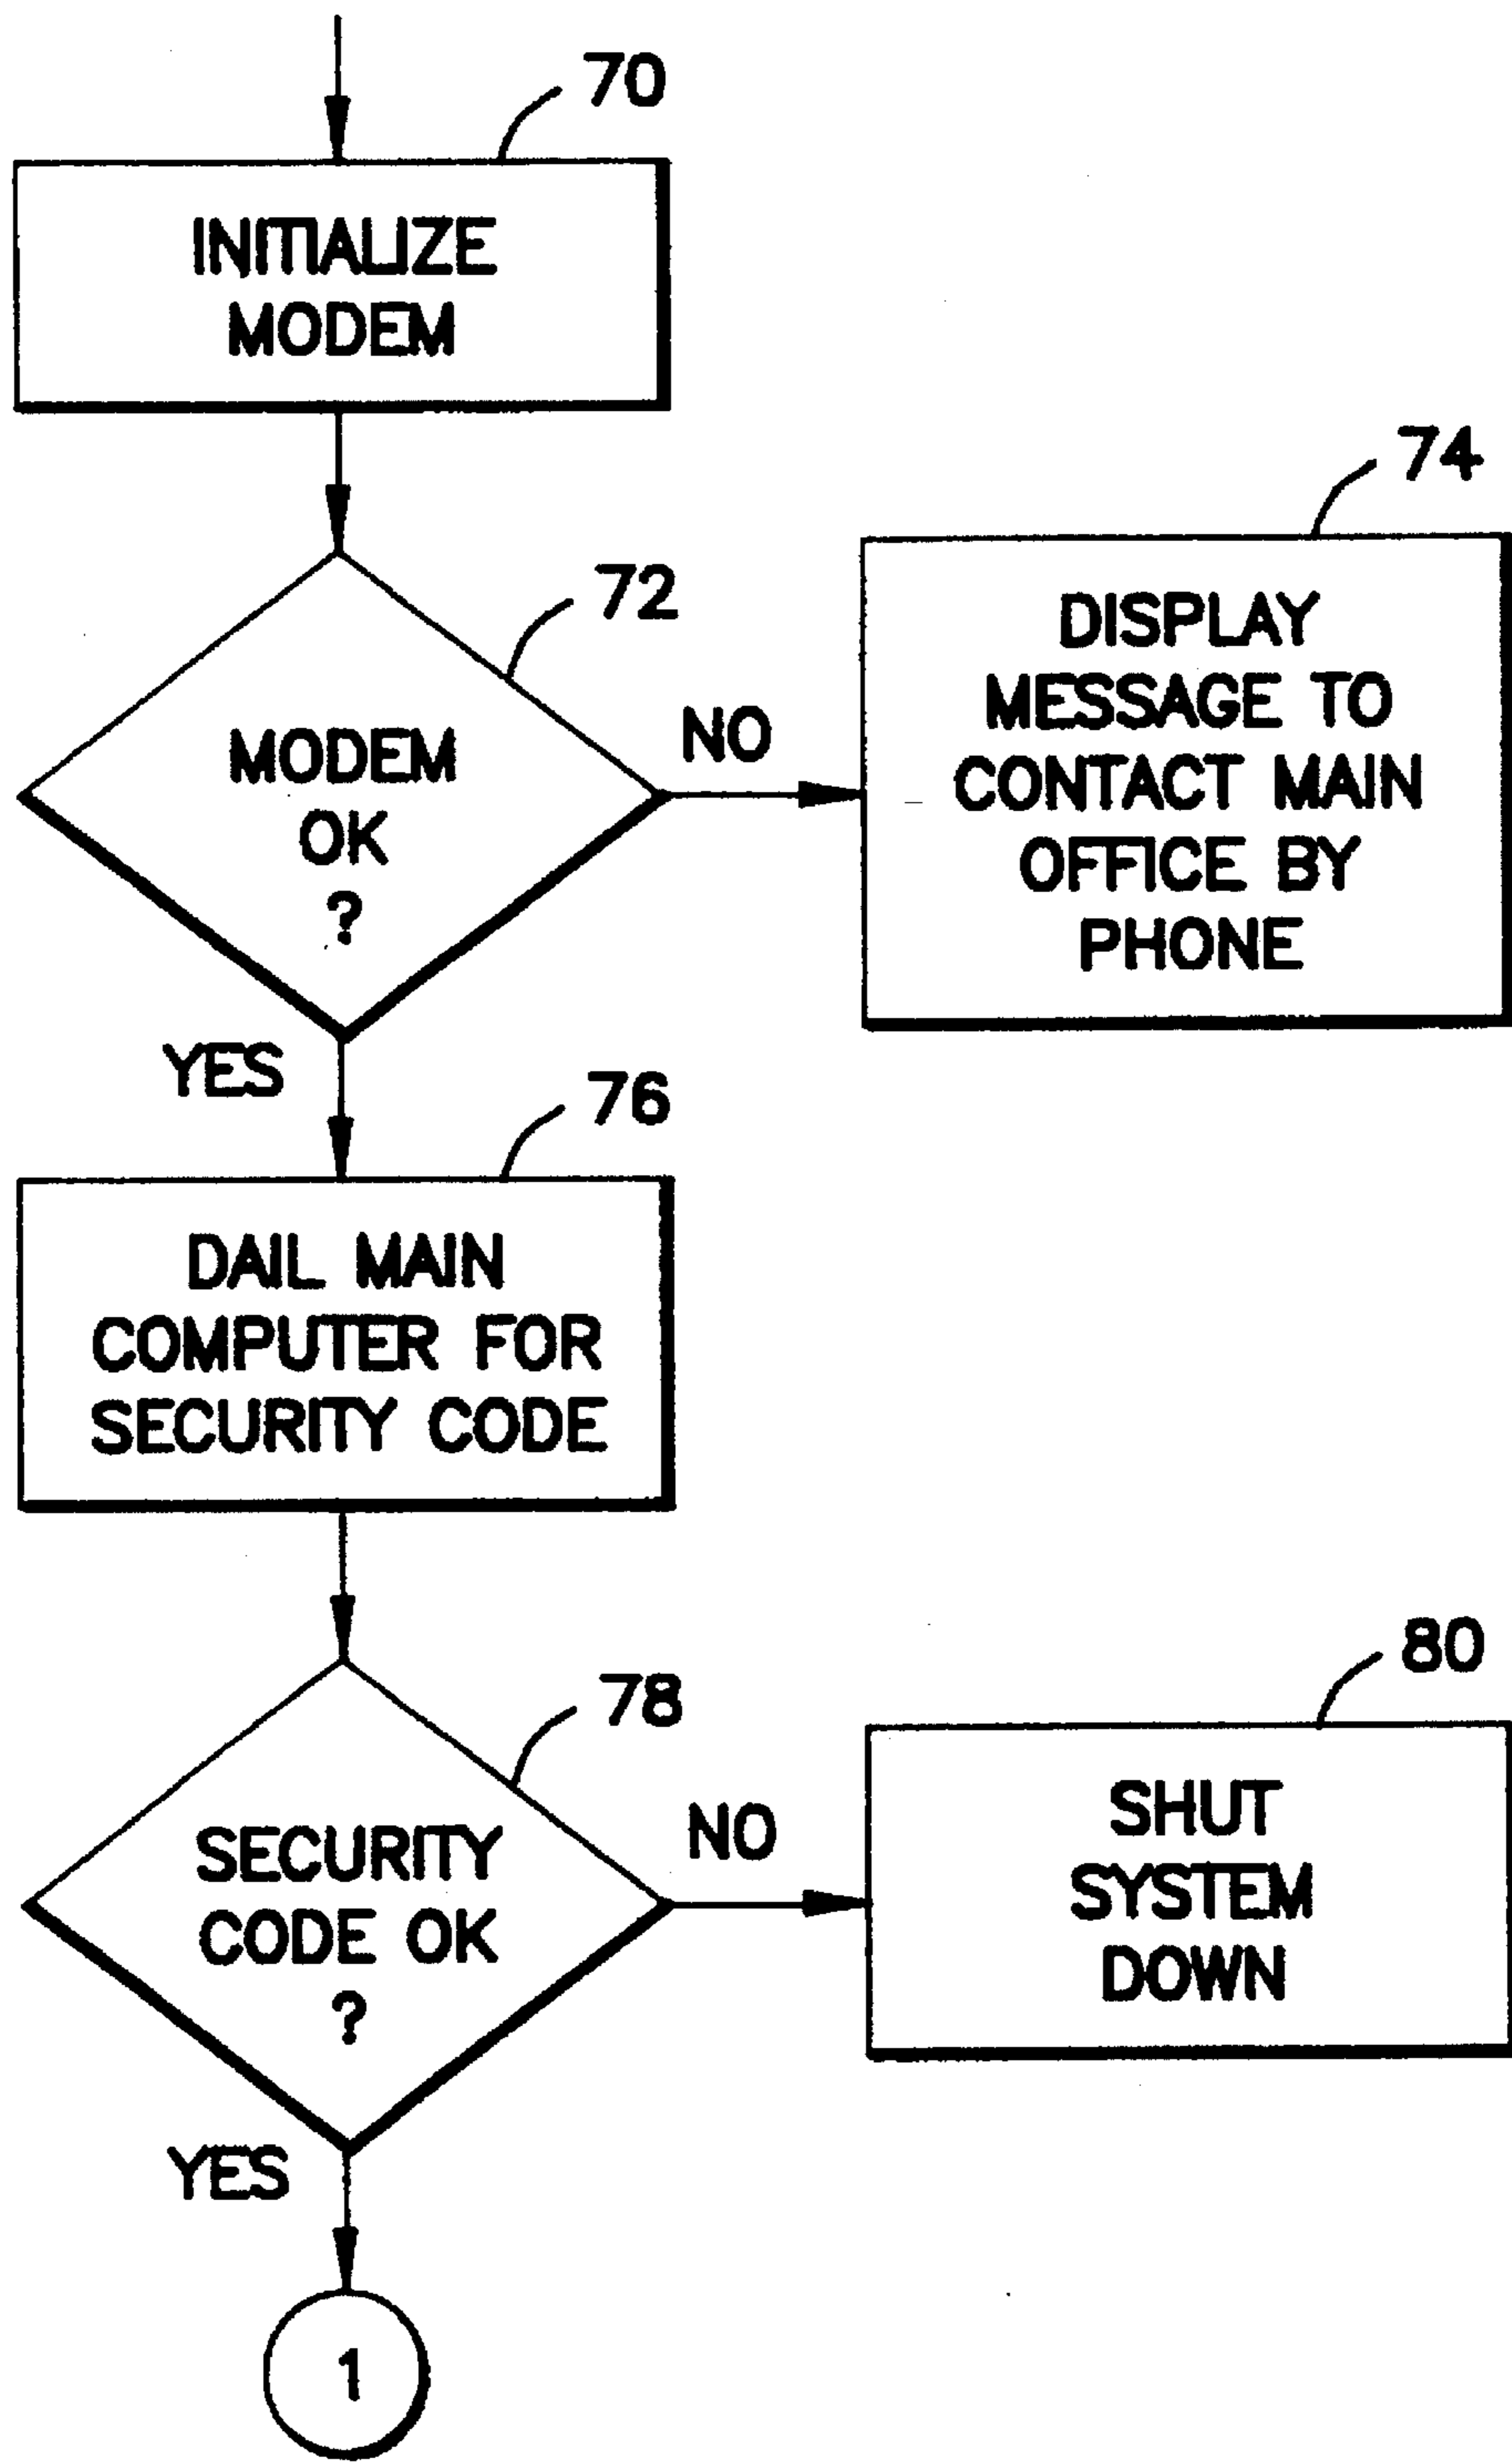 70
INITIALIZE
MODEM
72
MODEM
OK
?
NO
74
DISPLAY
MESSAGE TO
CONTACT MAIN
OFFICE BY
PHONE
YES
76
DAIL MAIN
COMPUTER FOR
SECURITY CODE
78
SECURITY
CODE OK
?
NO
80
SHUT
SYSTEM
DOWN
YES
1